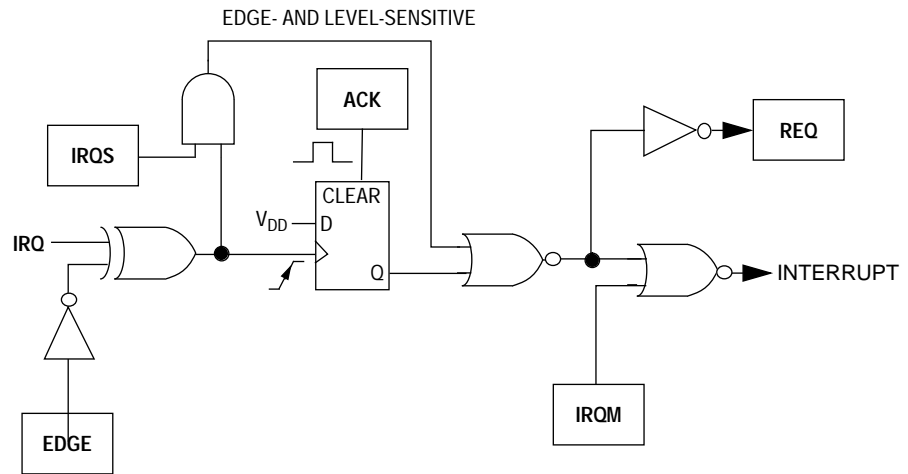 EDGE- AND LEVEL-SENSITIVE
ACK
REQ
IRQS
CLEAR
VDD
D
IRQ
Q
INTERRUPT
IRQM
EDGE